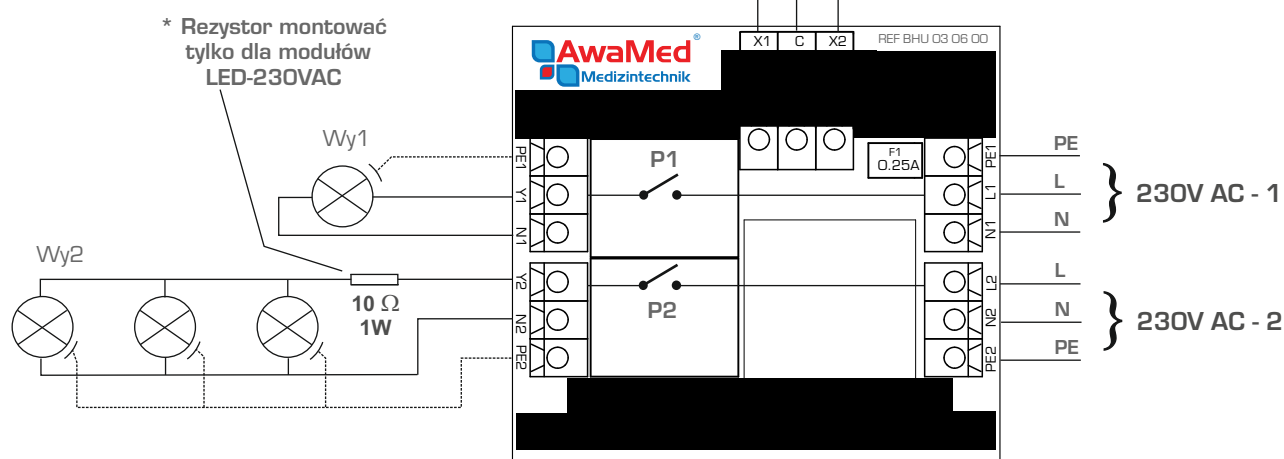 * Rezystor montować
tylko dla modułów
LED-230VAC
AwaMed®
Medizintechnik
X1 C X2
REF BHU 03 06 00
Wy1
PE1
Y1
N1
P1
F1
0.25A
PE1
L1
N1
PE
L
N
} 230V AC - 1
Wy2
10 Ω
1W
Y2
N2
PE2
P2
L2
N2
PE2
L
N
PE
} 230V AC - 2